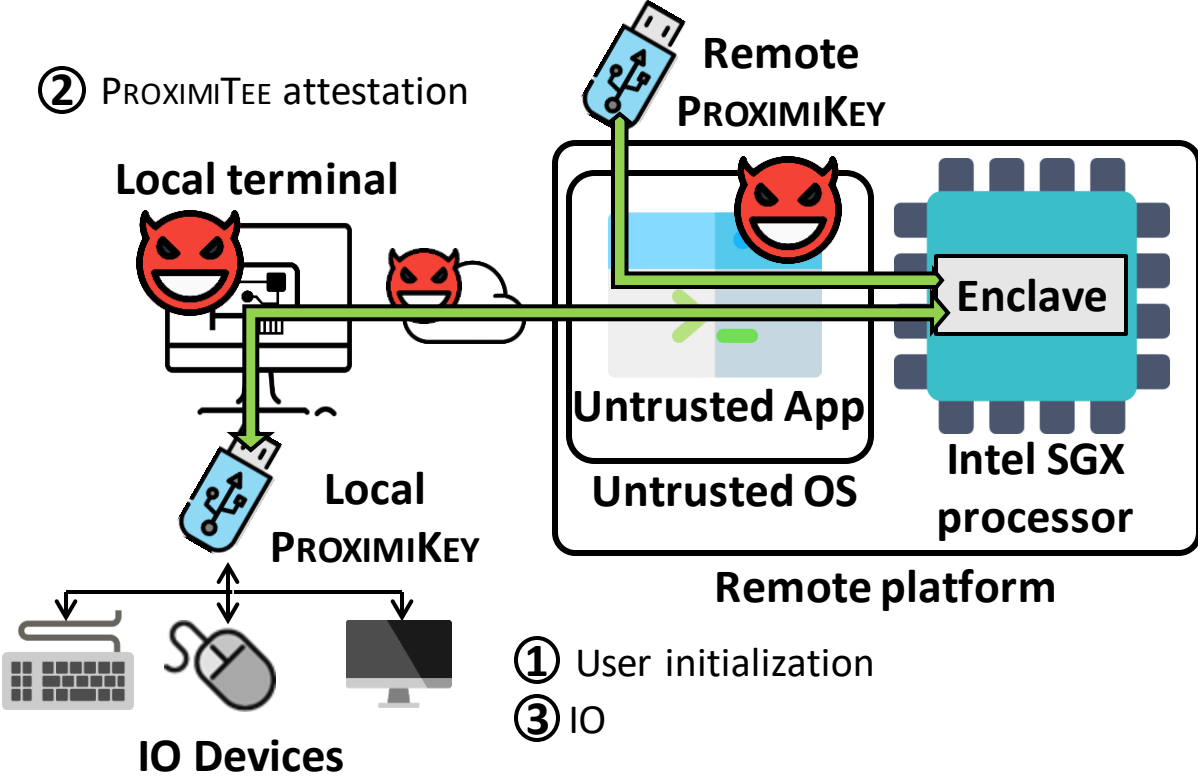 Remote
PROXIMIKEY
② PROXIMITEE attestation
Local terminal
Enclave
Untrusted App
Untrusted OS
Intel SGX
processor
Local
PROXIMIKEY
Remote platform
① User initialization
③ IO
IO Devices